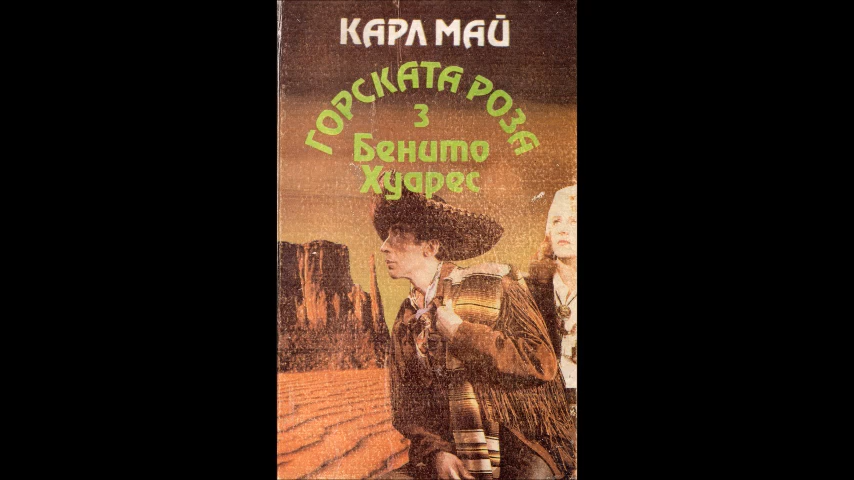 КАРЛ МАЙ
ГОРСКАТА РОЗА
3
Бенито
Хуарес